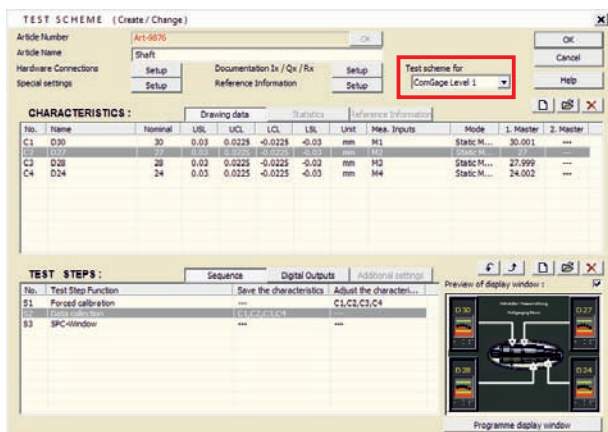 TEST SCHEME (Create / Change)
Article Number Art-9876 OK OK
Article Name Shaft Cancel
Hardware Connections Setup Documentation Ix / Qx / Rx Setup Test scheme for
Special settings Setup Reference Information Setup ComGage Level 1 Help
CHARACTERISTICS : Drawing data Statistics Reference Information
No. Name Nominal USL UCL LCL LSL Unit Mea. Inputs Mode 1. Master 2. Master
C1 D30 30 0.03 0.0225 -0.0225 -0.03 mm M1 Static M... 30.001 ---
C2 D27 27 0.03 0.0225 -0.0225 -0.03 mm M2 Static M... 27 ---
C3 D28 28 0.03 0.0225 -0.0225 -0.03 mm M3 Static M... 27.999 ---
C4 D24 24 0.03 0.0225 -0.0225 -0.03 mm M4 Static M... 24.002 ---
TEST STEPS : Sequence Digital Outputs Additional settings
No. Test Step Function Save the characteristics Adjust the characteri... Preview of display window :
S1 Forced calibration --- C1,C2,C3,C4
S2 Data collection C1,C2,C3,C4 ---
S3 SPC-Window ---
D30 D27
D28 D24
Programme display window